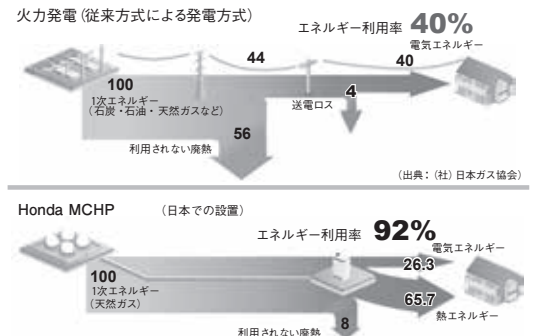 火力発電（従来方式による発電方式）
エネルギー利用率 40%
電気エネルギー
44
40
100
1次エネルギー
（石炭・石油・天然ガスなど）
4
送電ロス
56
利用されない廃熱
（出典：（社）日本ガス協会）
Honda MCHP （日本での設置）
エネルギー利用率 92%
電気エネルギー
26.3
100
1次エネルギー
（天然ガス）
65.7
熱エネルギー
8
利用されない廃熱